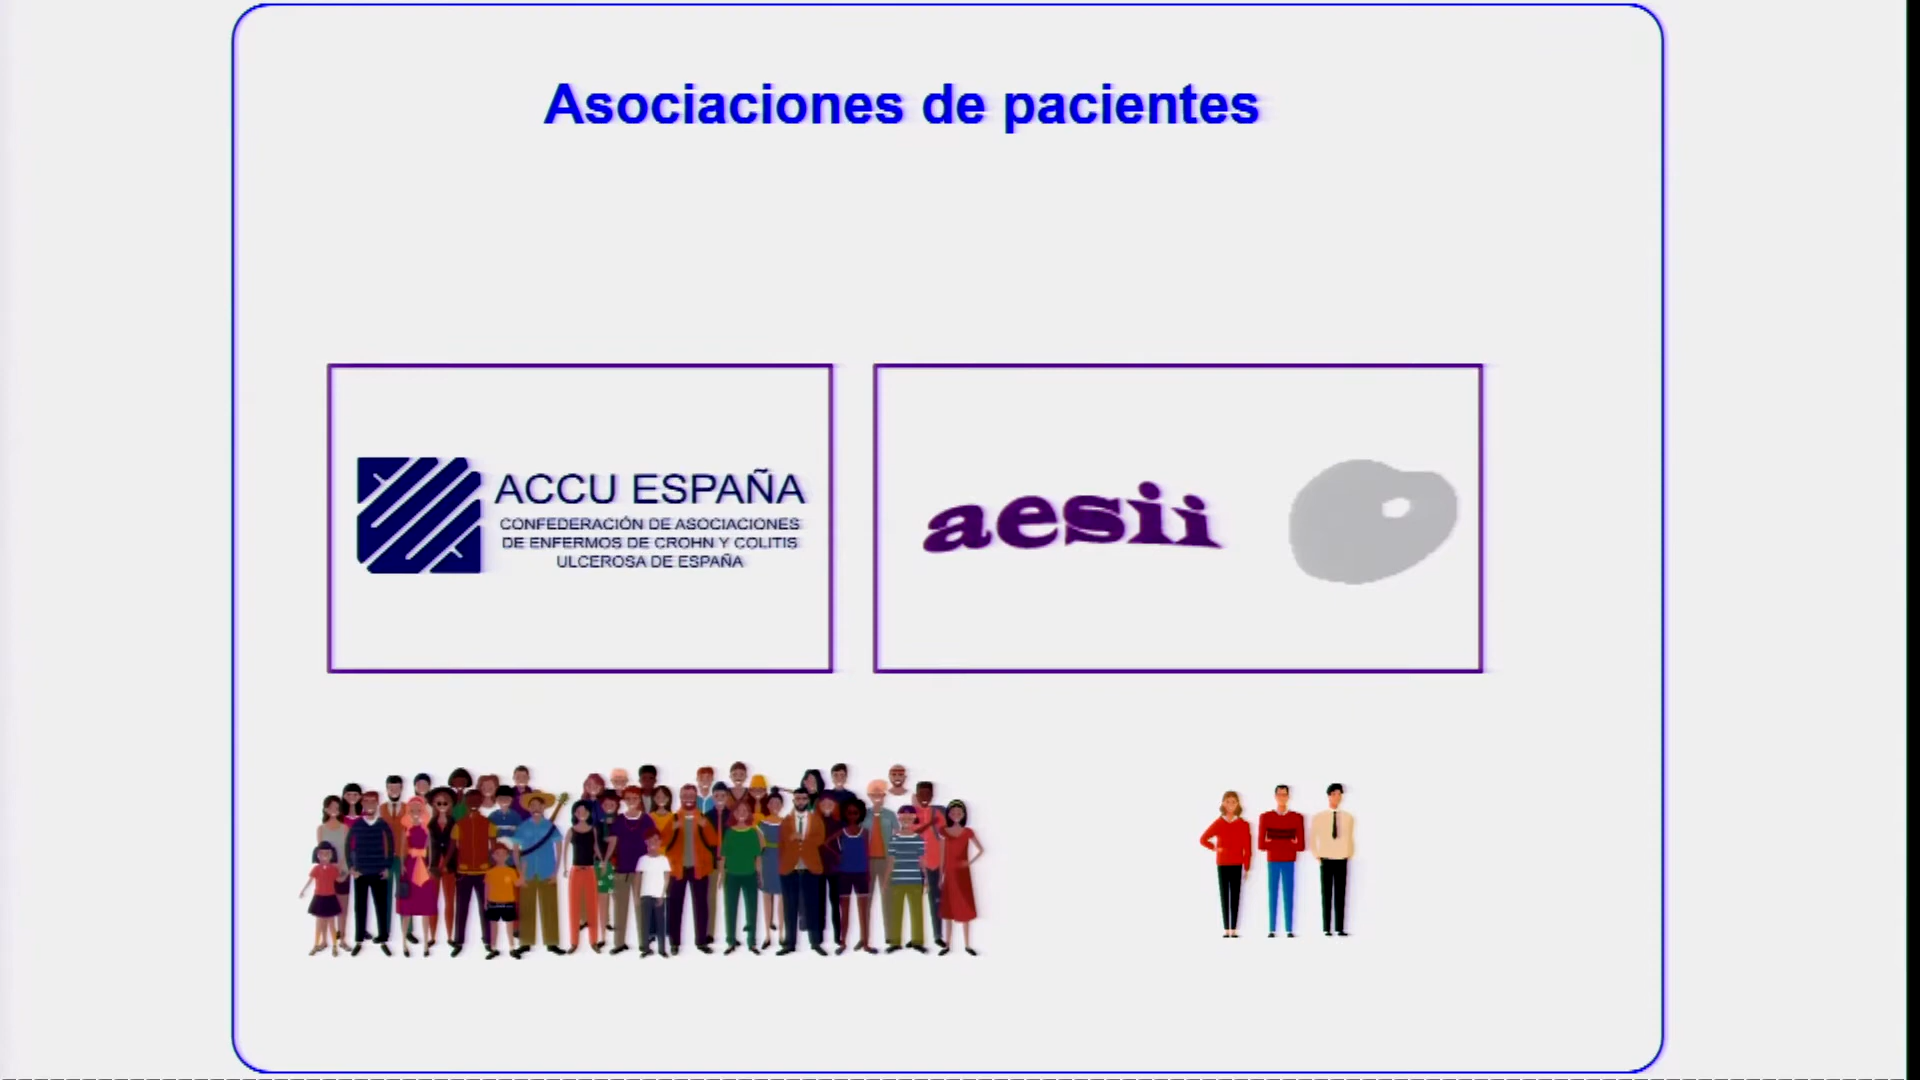 Asociaciones de pacientes
ACCU ESPAÑA
CONFEDERACIÓN DE ASOCIACIONES
DE ENFERMOS DE CROHN Y COLITIS
ULCEROSA DE ESPAÑA
aesii